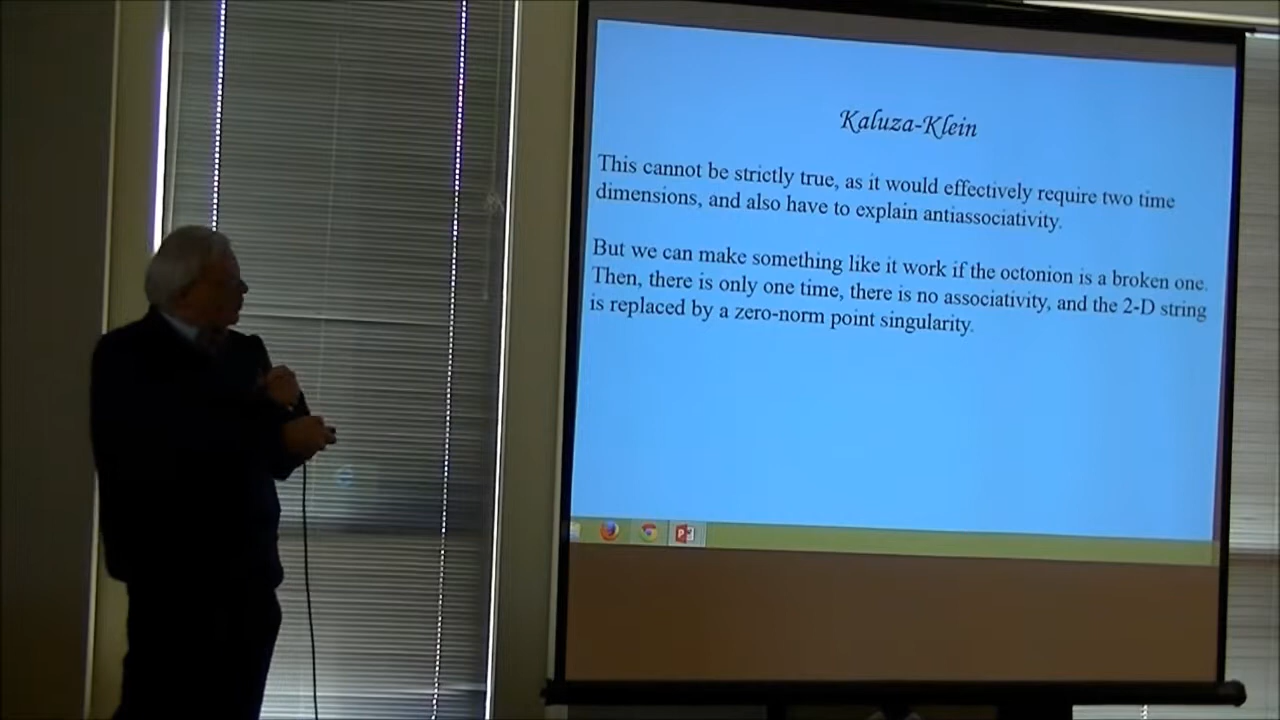 Kaluza-Klein
This cannot be strictly true, as it would effectively require two time
dimensions, and also have to explain antiassociativity.
But we can make something like it work if the octonion is a broken one.
Then, there is only one time, there is no associativity, and the 2-D string
is replaced by a zero-norm point singularity.